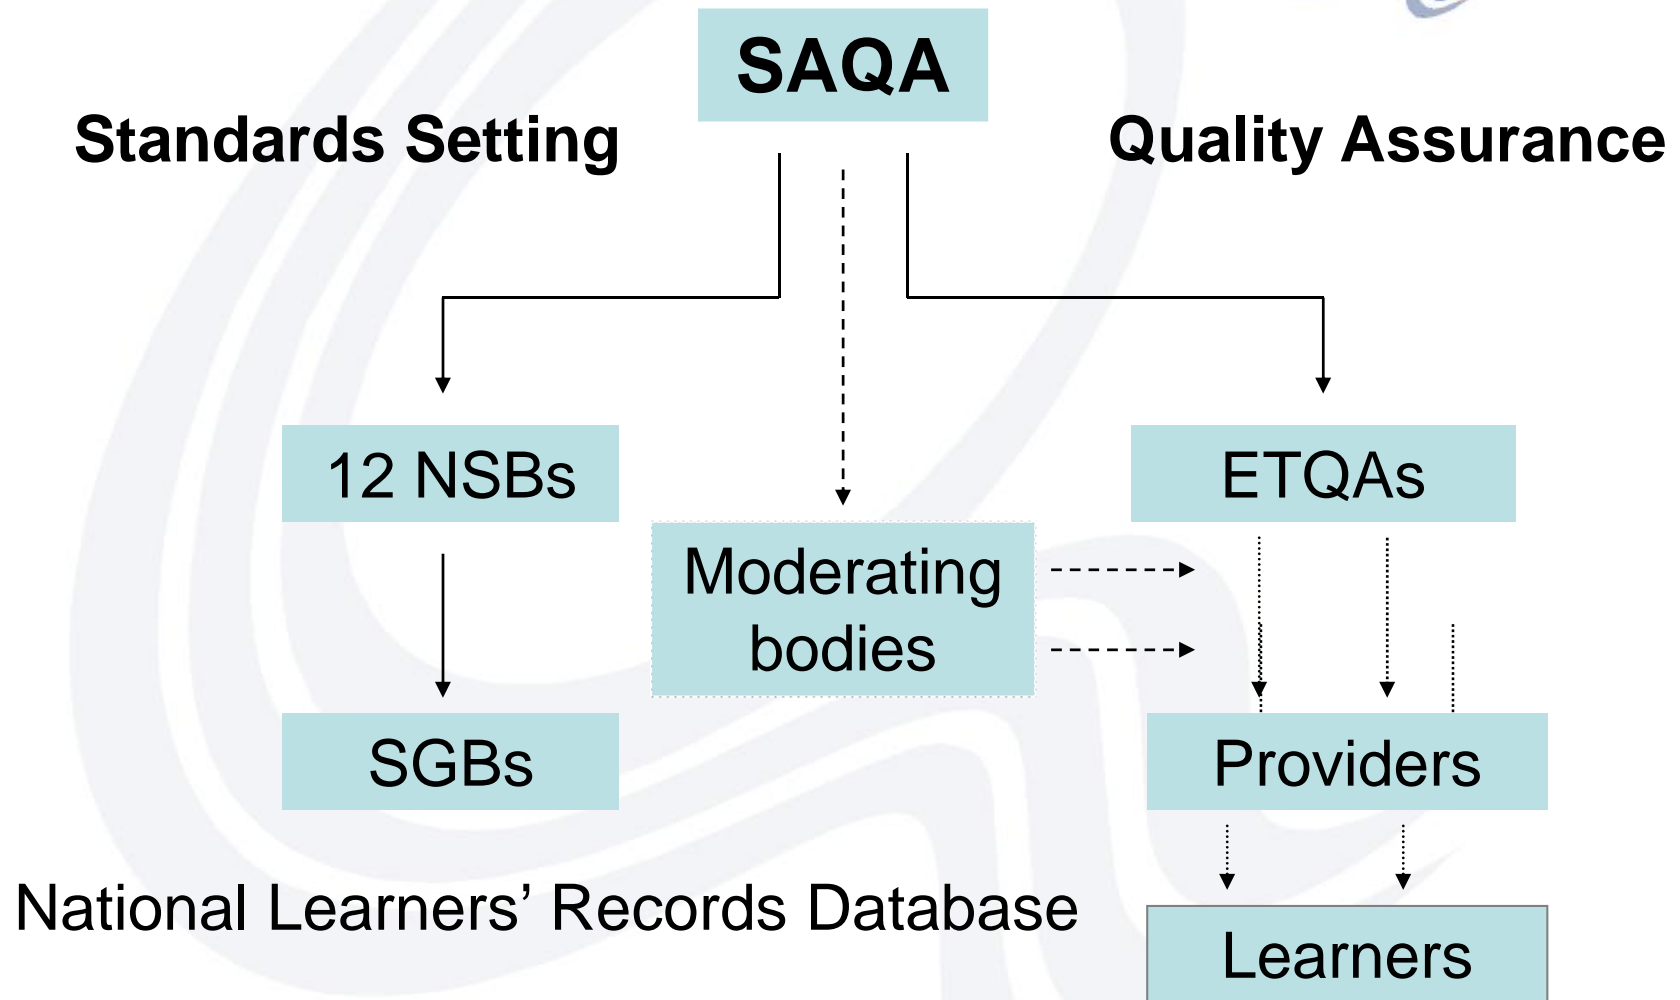 SAQA
Standards Setting
Quality Assurance
12 NSBs
ETQAs
Moderating
bodies
SGBs
Providers
National Learners’ Records Database
Learners